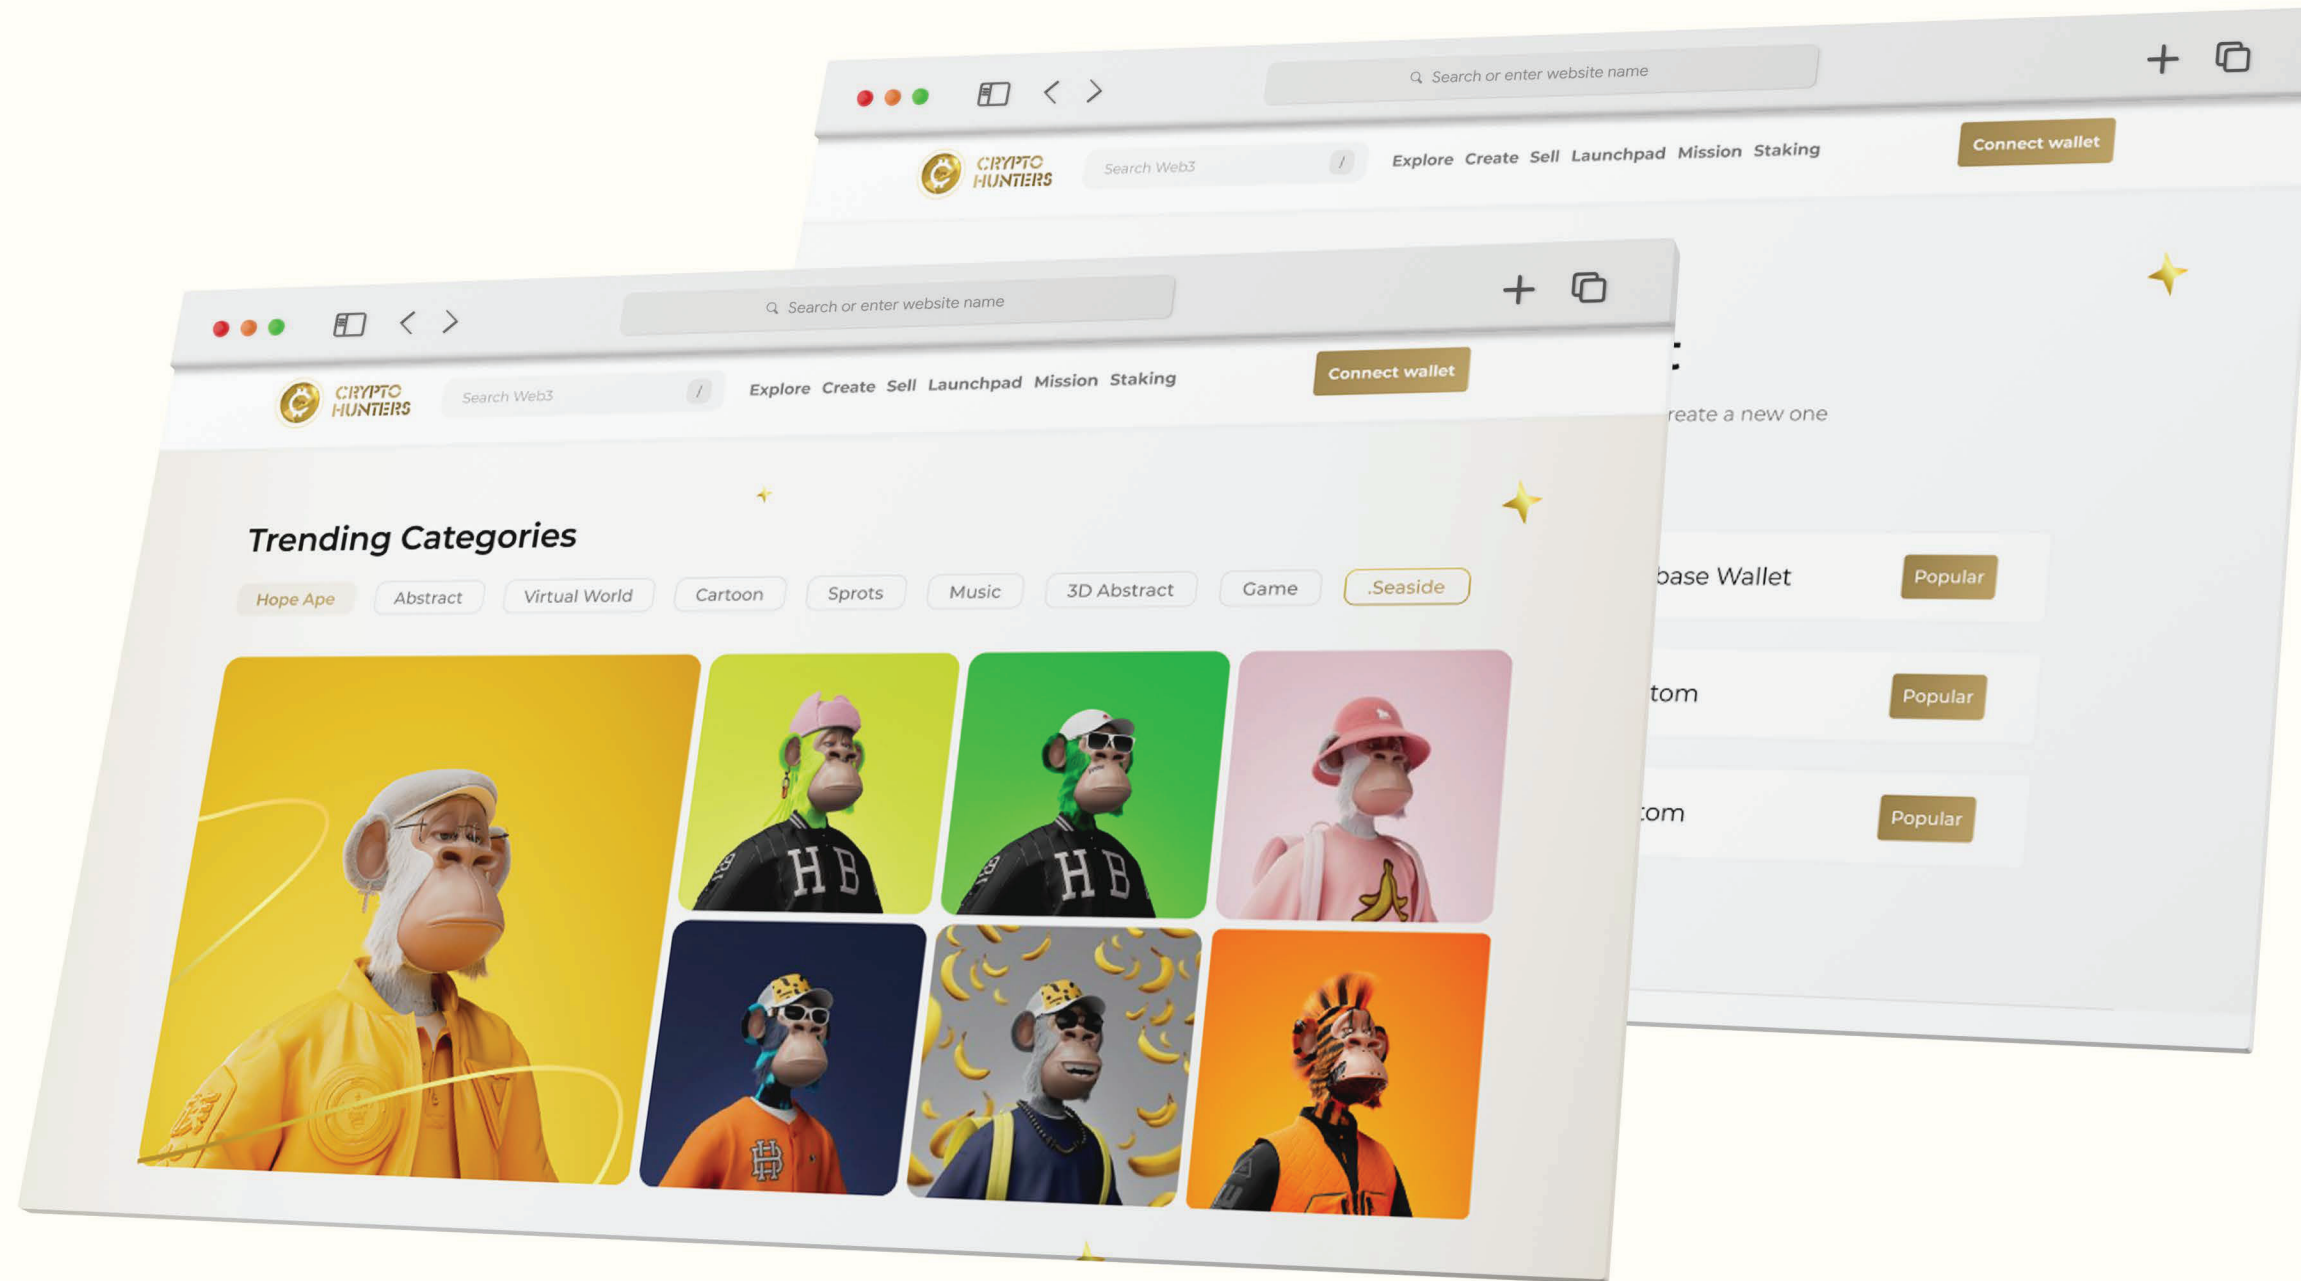 Search or enter website name
CRYPTO
HUNTERS
Search Web3
/
Explore Create Sell Launchpad Mission Staking
Connect wallet
reate a new one
base Wallet
Popular
tom
Popular
om
Popular
Search or enter website name
CRYPTO
HUNTERS
Search Web3
/
Explore Create Sell Launchpad Mission Staking
Connect wallet
Trending Categories
Hope Ape
Abstract
Virtual World
Cartoon
Sprots
Music
3D Abstract
Game
.Seaside
H B
H B